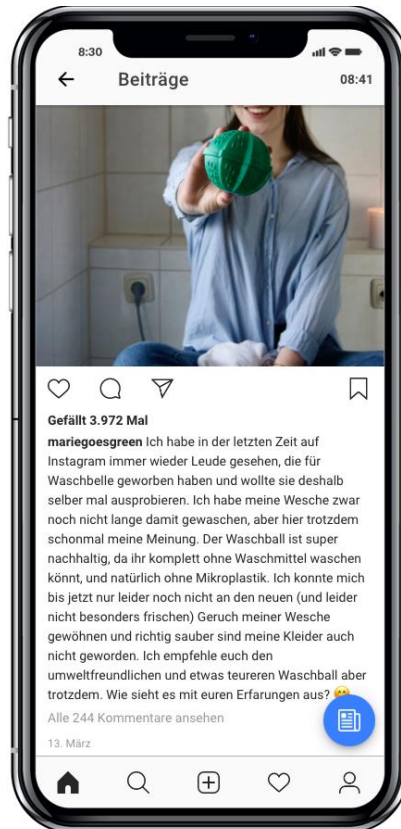 8:30
Beiträge
08:41
Gefällt 3.972 Mal
mariegoesgreen Ich habe in der letzten Zeit auf
Instagram immer wieder Leude gesehen, die für
Waschbelle geworben haben und wollte sie deshalb
selber mal ausprobieren. Ich habe meine Wesche zwar
noch nicht lange damit gewaschen, aber hier trotzdem
schonmal meine Meinung. Der Waschball ist super
nachhaltig, da ihr komplett ohne Waschmittel waschen
könnt, und natürlich ohne Mikroplastik. Ich konnte mich
bis jetzt nur leider noch nicht an den neuen (und leider
nicht besonders frischen) Geruch meiner Wesche
gewöhnen und richtig sauber sind meine Kleider auch
nicht geworden. Ich empfehle euch den
umweltfreundlichen und etwas teureren Waschball aber
trotzdem. Wie sieht es mit euren Erfarungen aus? 😊
Alle 244 Kommentare ansehen
13. März